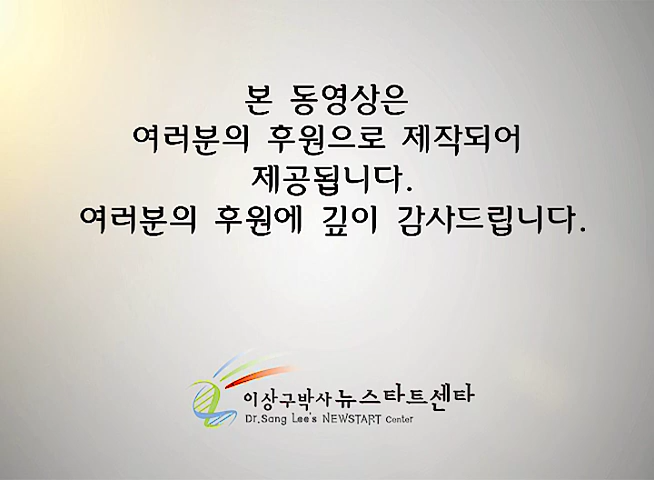 본 동영상은
여러분의 후원으로 제작되어
제공됩니다.
여러분의 후원에 깊이 감사드립니다.
이상구박사 뉴스타트센타
Dr.Sang Lee's NEWSTART Center